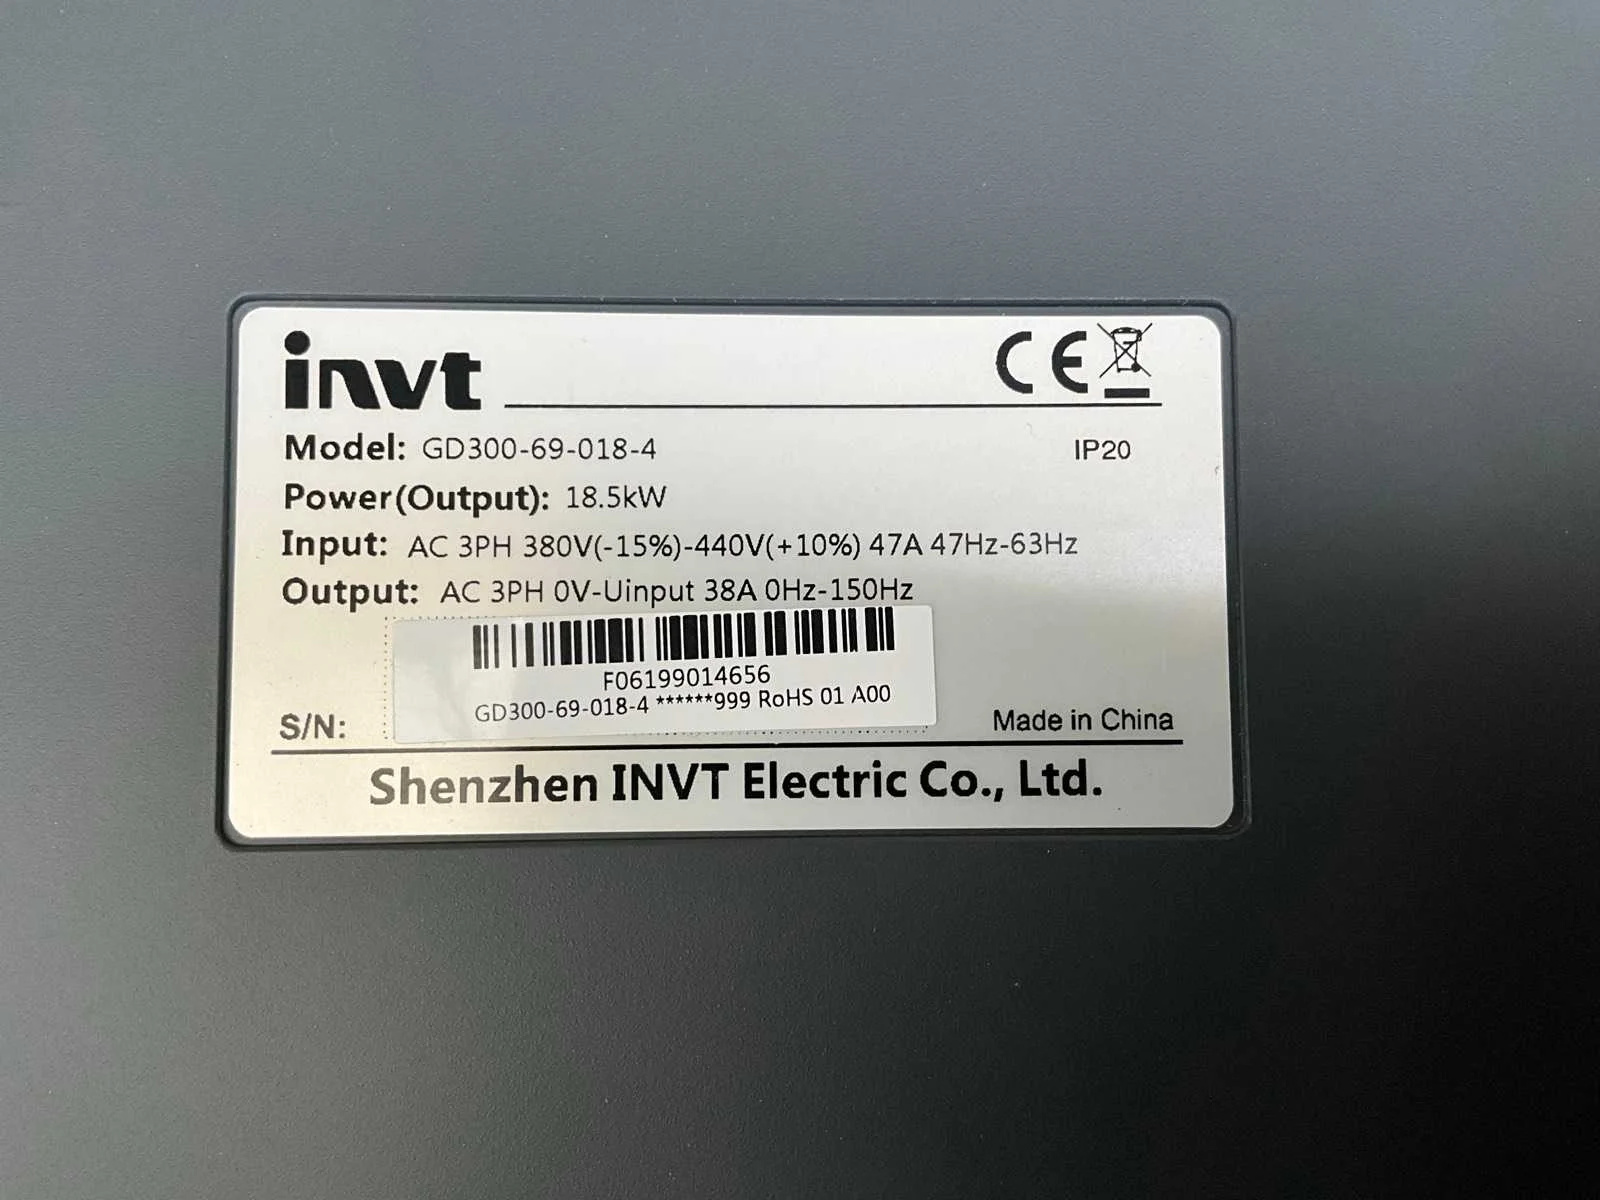 invt CE
Model: GD300-69-018-4 IP20
Power(Output): 18.5kW
Input: AC 3PH 380V(-15%)-440V(+10%) 47A 47Hz-63Hz
Output: AC 3PH 0V-Uinput 38A 0Hz-150Hz
F06199014656
GD300-69-018-4 ******999 RoHS 01 A00
S/N: Made in China
Shenzhen INVT Electric Co., Ltd.